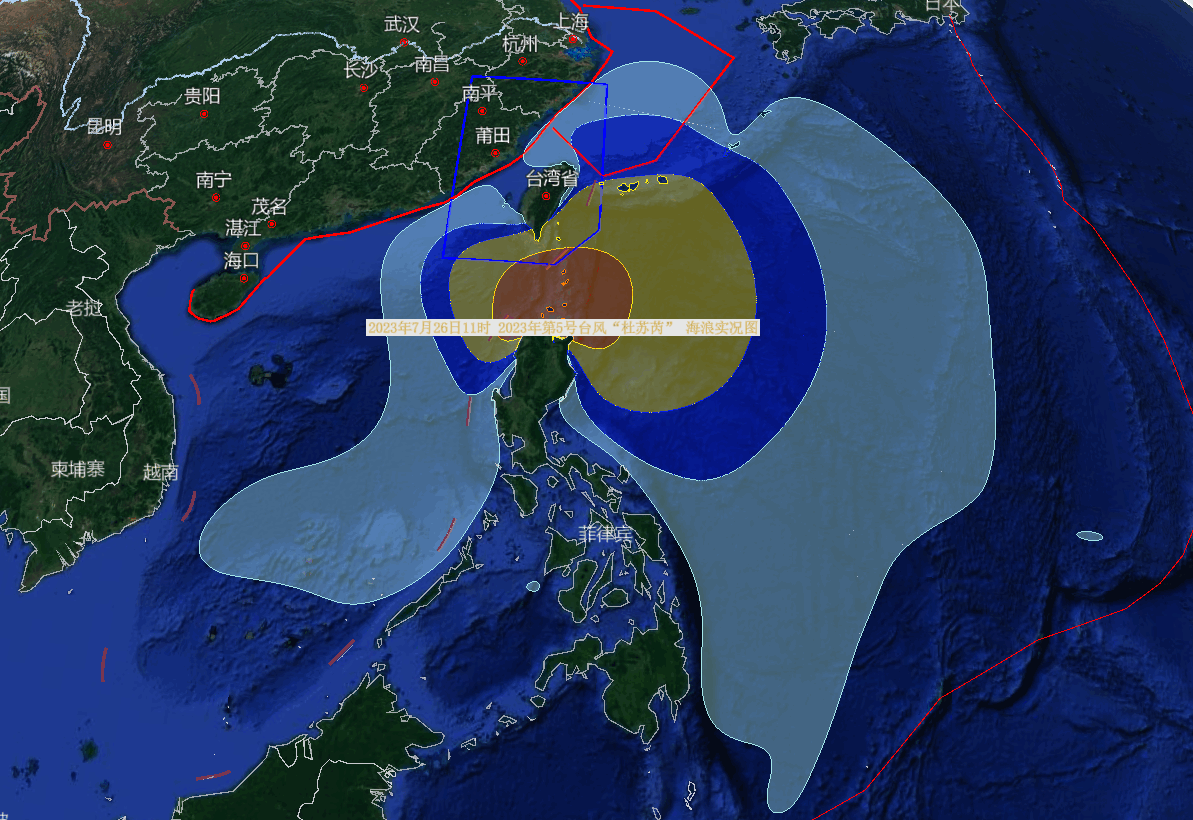 日本
上海
武汉
杭州
南昌
长沙
南平
贵阳
昆明
莆田
台湾省
南宁
茂名
湛江
海口
老挝
2023年7月26日11时 2023年第5号台风“杜苏芮” 海浪实况图
国
柬埔寨
越南
菲律宾